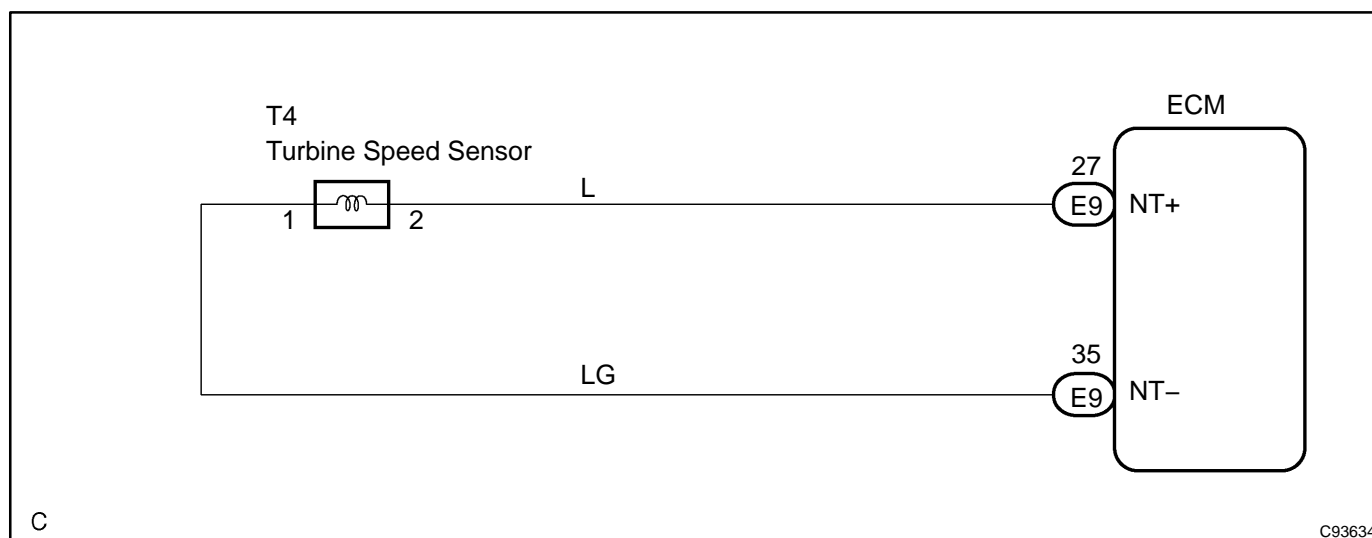 ECM
T4
Turbine Speed Sensor
27
L
E9 NT+
1 2
35
LG
E9 NT−
C
C93634